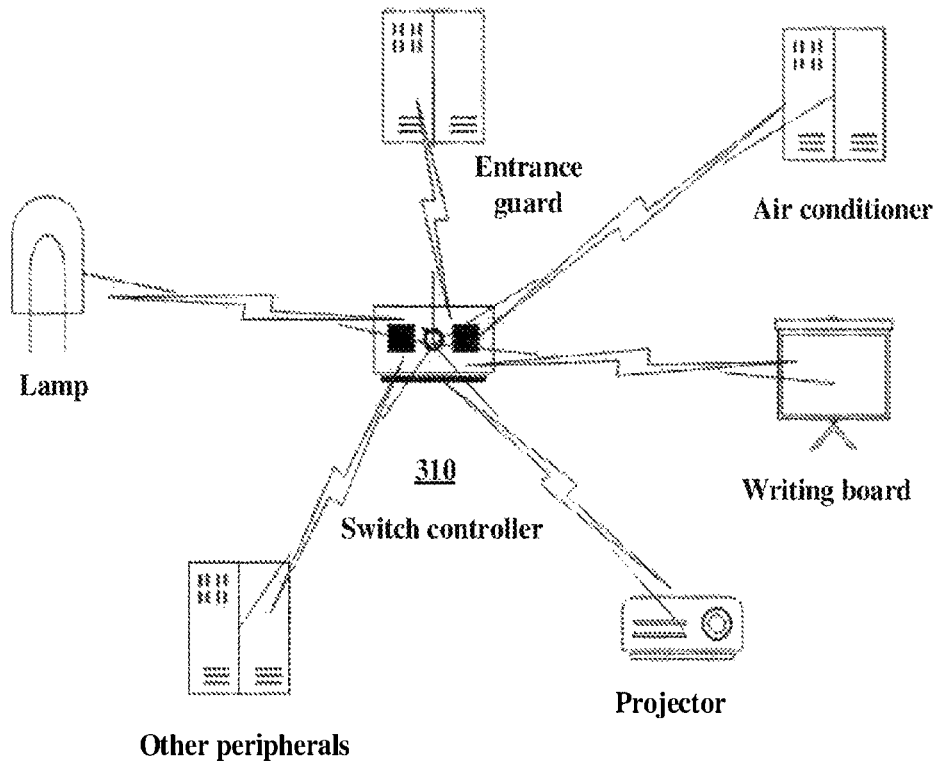 Entrance
guard
Air conditioner
Lamp
310
Switch controller
Writing board
Projector
Other peripherals